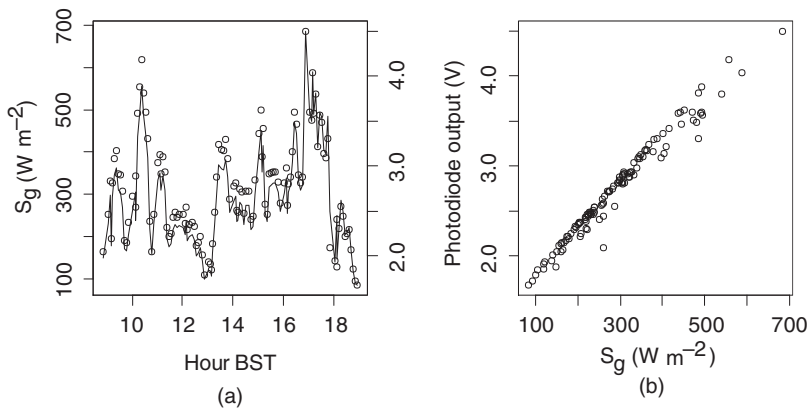 700
500
300
100
S_g (W m⁻²)
4.0
3.0
2.0
10 12 14 16 18
Hour BST
(a)
4.0
3.0
2.0
Photodiode output (V)
100 300 500 700
S_g (W m⁻²)
(b)